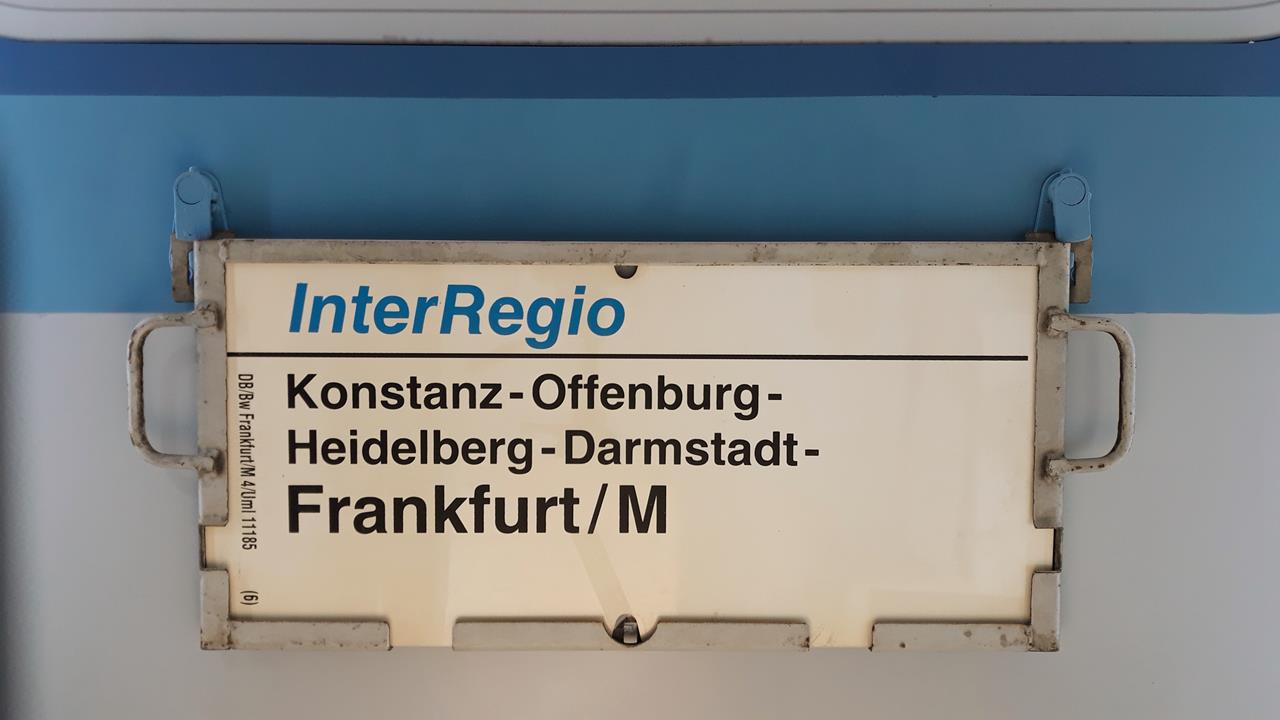 InterRegio
Konstanz-Offenburg-
Heidelberg-Darmstadt-
Frankfurt/M
DB/Bw Frankfurt/M 4/Uml 11185 (6)